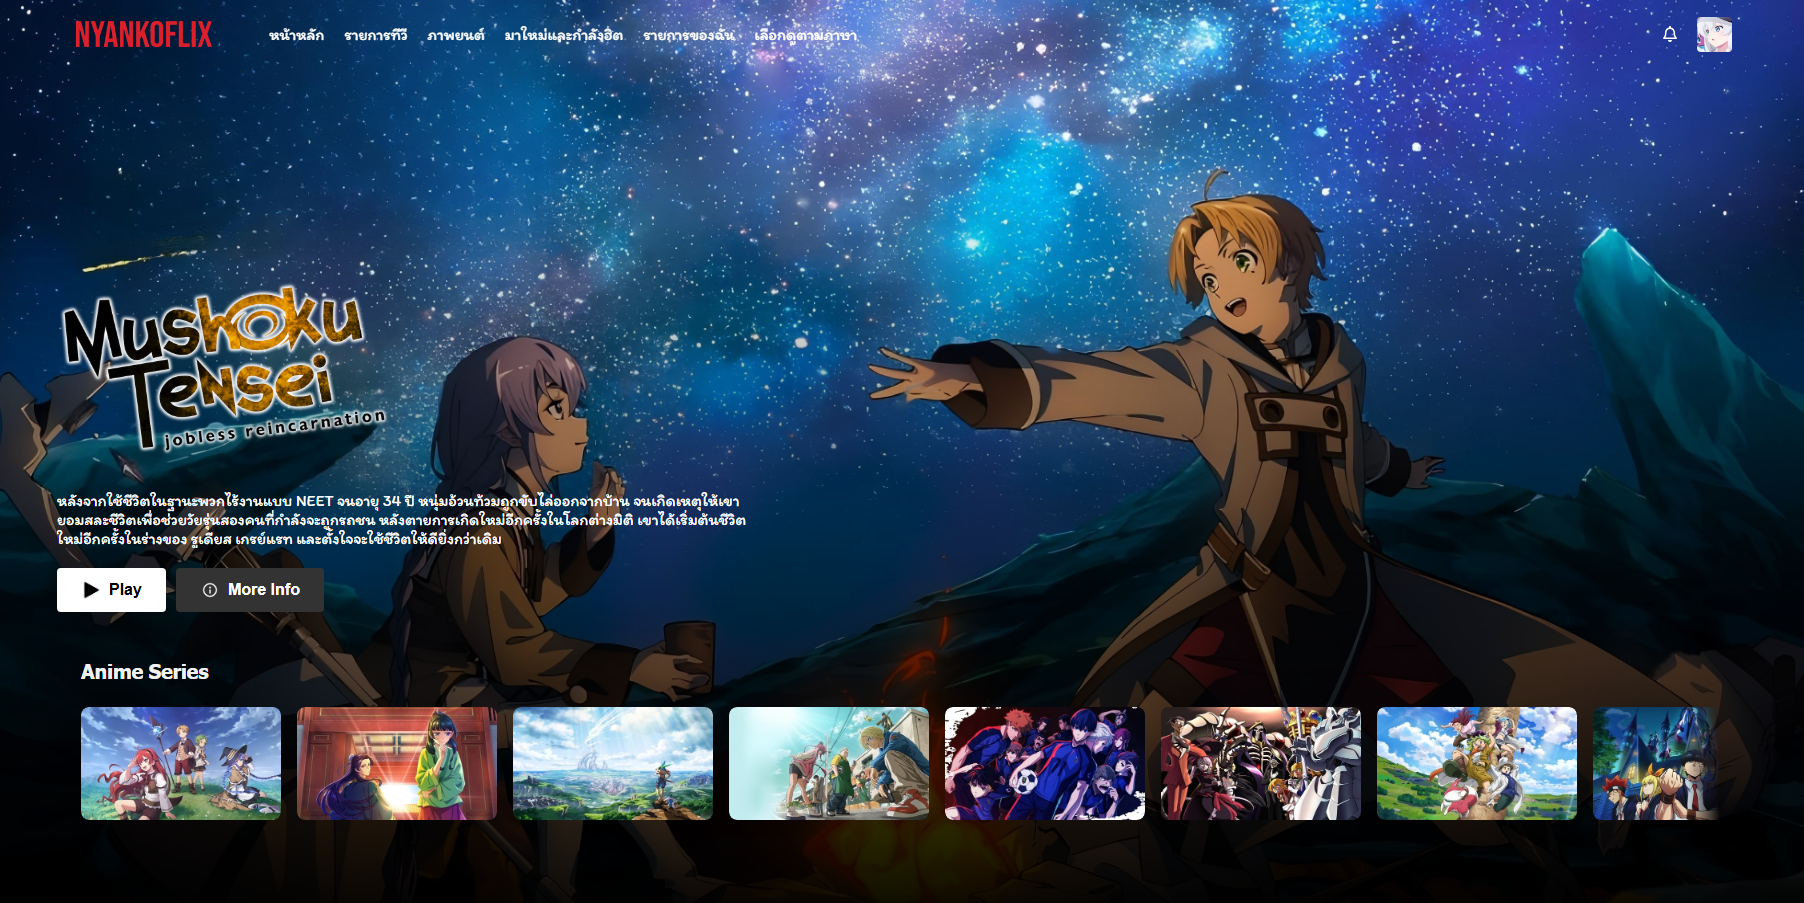 NYANKOFLIX
หน้าหลัก รายการทีวี ภาพยนต์ มาใหม่และกำลังฮิต รายการของฉัน เลือกดูตามภาษา
Mushoku
Tensei
jobless reincarnation
หลังจากใช้ชีวิตในฐานะพวกไร้งานแบบ NEET จนอายุ 34 ปี หนุ่มอ้วนท้วมถูกขับไล่ออกจากบ้าน จนเกิดเหตุให้เขา
ยอมสละชีวิตเพื่อช่วยวัยรุ่นสองคนที่กำลังจะถูกรถชน หลังตายการเกิดใหม่อีกครั้งในโลกต่างมิติ เขาได้เริ่มต้นชีวิต
ใหม่อีกครั้งในร่างของ รูเดียส เกรย์แรท และตั้งใจจะใช้ชีวิตให้ดียิ่งกว่าเดิม
Play More Info
Anime Series